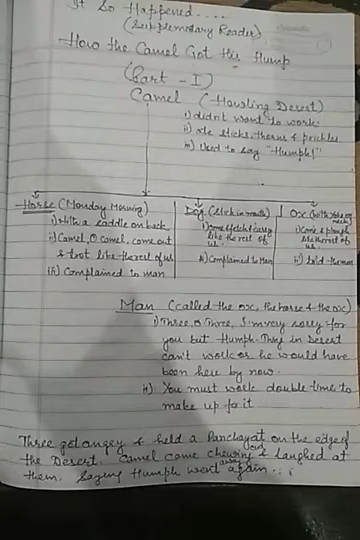 It So Happened.....
(Supplementary Reader)
How the Camel Got His Hump
(Part - I)
Camel (Howling Desert)
i) didn't want to work.
ii) ate sticks, thorns & prickles
iii) Used to say "Humph!"
Horse (Monday Morning)
i) With a saddle on back.
ii) Camel, O Camel, come out
& trot like the rest of us
iii) Complained to man
Dog (Stick in mouth)
i) Come & fetch & carry
like the rest of
us.
ii) Complained to Man
Ox (with yoke on
neck)
i) Come & plough
like the rest of
us
ii) told the man
Man (called the ox, the horse & the ox)
i) Three, O Three, I'm very sorry for
you but Humph Thing in Desert
can't work or he would have
been here by now.
ii) You must work double time to
make up for it
Three got angry & held a Panchayat on the edge of
the Desert. Camel came chewing cud & laughed at
them. Saying Humph went away again...